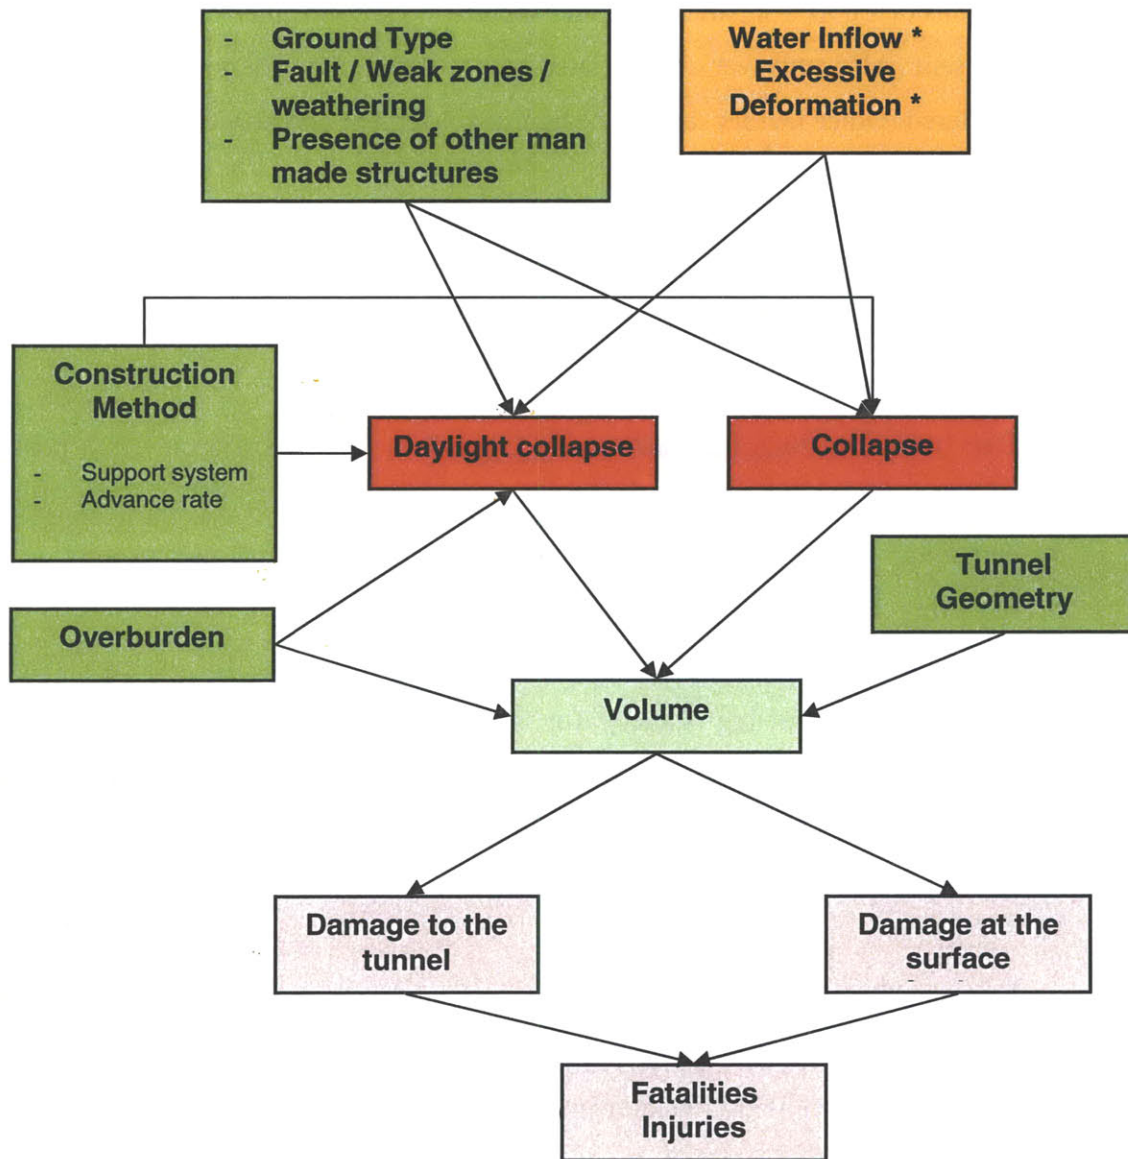 - Ground Type
- Fault / Weak zones /
weathering
- Presence of other man
made structures
Water Inflow *
Excessive
Deformation *
Construction
Method
- Support system
- Advance rate
Daylight collapse
Collapse
Tunnel
Geometry
Overburden
Volume
Damage to the
tunnel
Damage at the
surface
Fatalities
Injuries